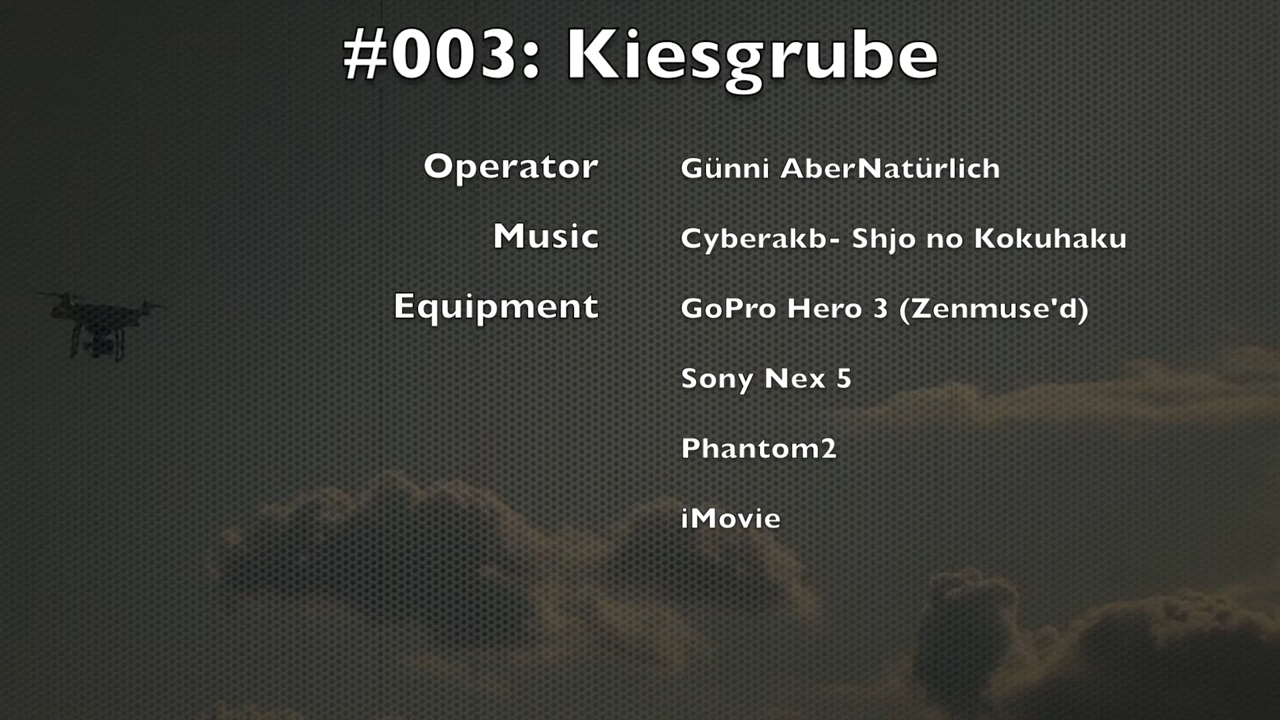 #003: Kiesgrube
Operator Günni AberNatürlich
Music Cyberakb- Shjo no Kokuhaku
Equipment GoPro Hero 3 (Zenmuse'd)
Sony Nex 5
Phantom2
iMovie